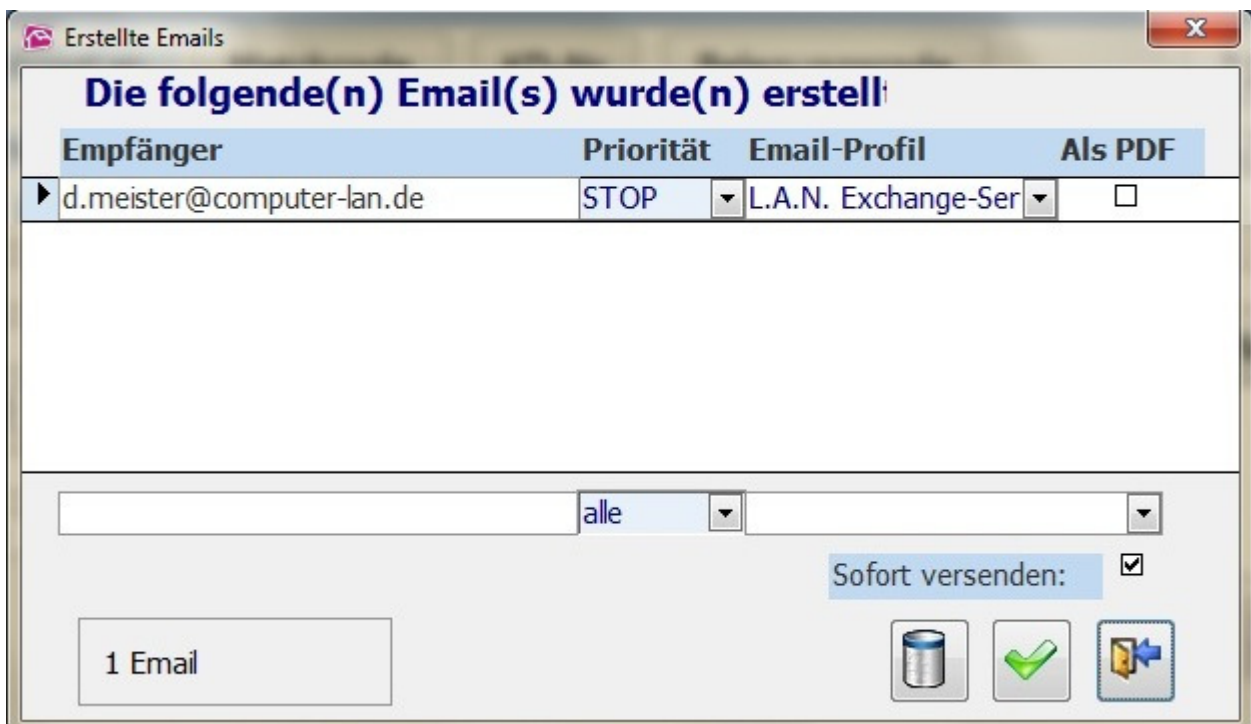 Erstellte Emails
Die folgende(n) Email(s) wurde(n) erstellt
Empfänger Priorität Email-Profil Als PDF
d.meister@computer-lan.de STOP L.A.N. Exchange-Ser
alle
Sofort versenden:
1 Email